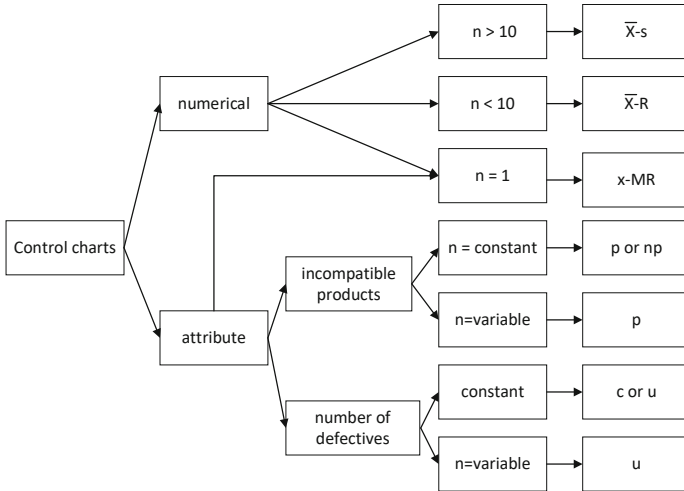 n > 10
X̅-s
numerical
n < 10
X̅-R
n = 1
x-MR
Control charts
n = constant
p or np
incompatible
products
attribute
n=variable
p
constant
c or u
number of
defectives
n=variable
u